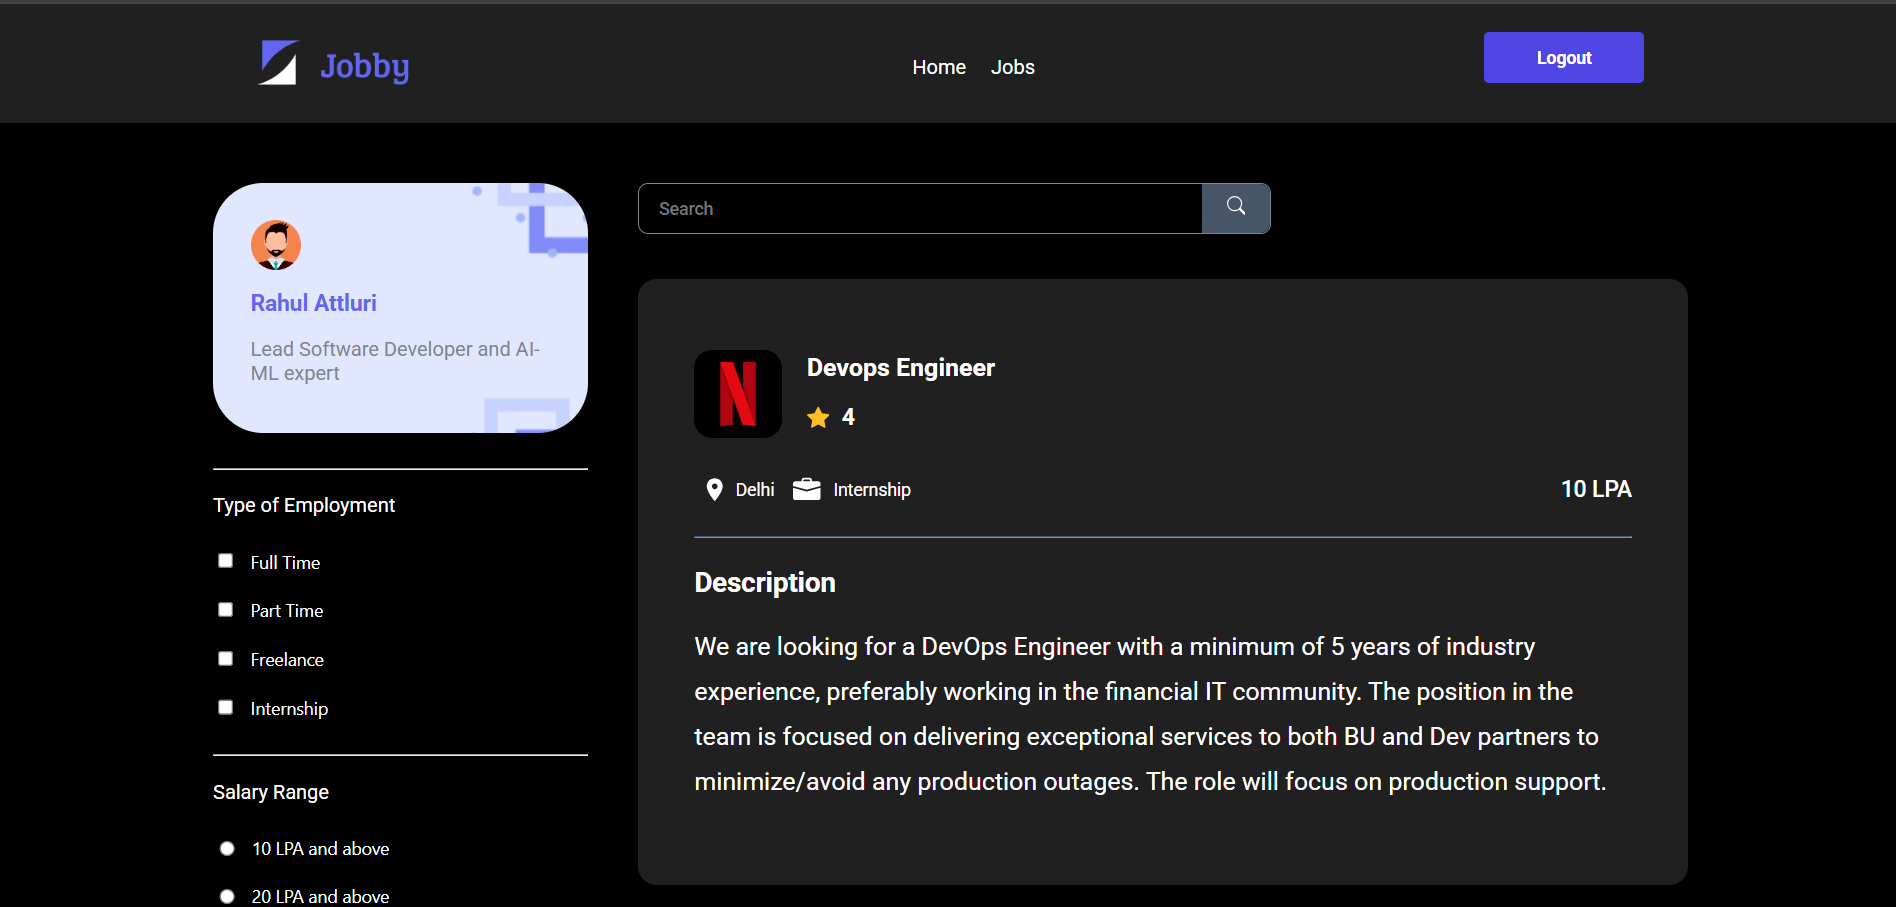 Jobby
Home Jobs
Logout
Rahul Attluri
Lead Software Developer and AI-
ML expert
Type of Employment
Full Time
Part Time
Freelance
Internship
Salary Range
10 LPA and above
20 LPA and above
Search
N
Devops Engineer
4
Delhi Internship 10 LPA
Description
We are looking for a DevOps Engineer with a minimum of 5 years of industry
experience, preferably working in the financial IT community. The position in the
team is focused on delivering exceptional services to both BU and Dev partners to
minimize/avoid any production outages. The role will focus on production support.